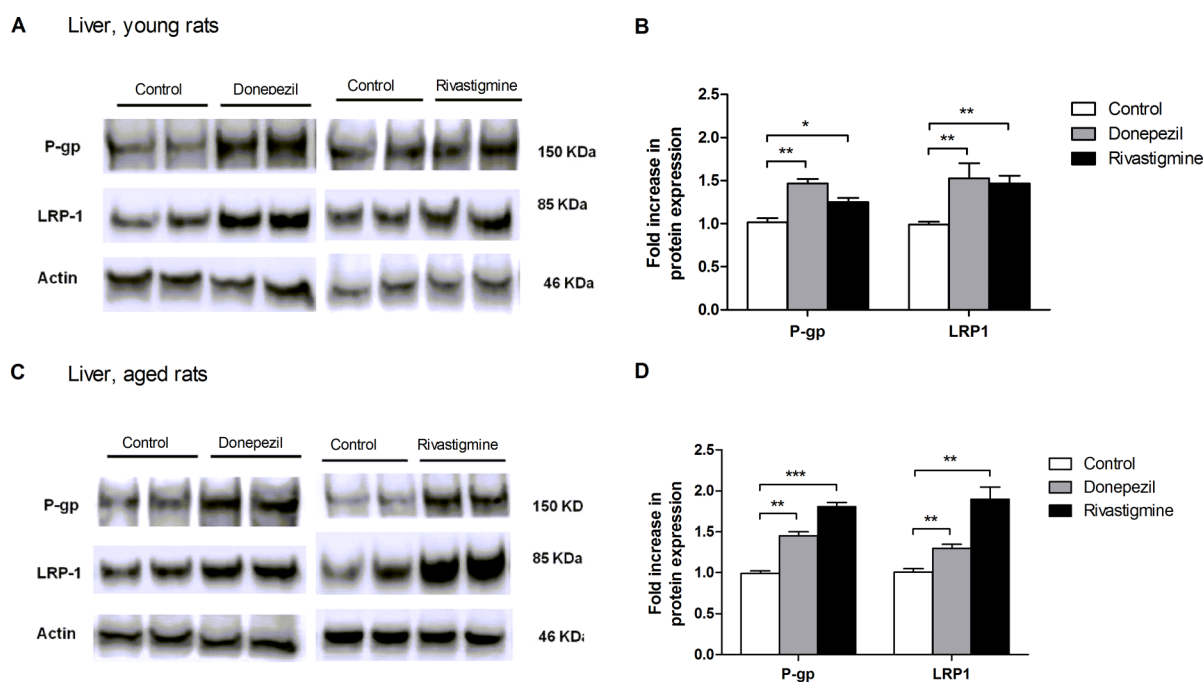 A Liver, young rats
Control Donepezil Control Rivastigmine
P-gp 150 KDa
LRP-1 85 KDa
Actin 46 KDa
B
Fold increase in
protein expression
2.5
2.0
1.5
1.0
0.5
0.0
* **
** **
P-gp LRP1
Control
Donepezil
Rivastigmine
C Liver, aged rats
Control Donepezil Control Rivastigmine
P-gp 150 KD
LRP-1 85 KDa
Actin 46 KDa
D
Fold increase in
protein expression
2.5
2.0
1.5
1.0
0.5
0.0
*** **
** **
P-gp LRP1
Control
Donepezil
Rivastigmine